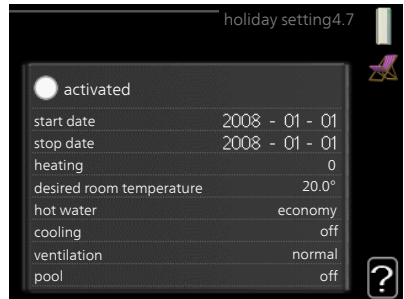 holiday setting4.7
activated
start date 2008 - 01 - 01
stop date 2008 - 01 - 01
heating 0
desired room temperature 20.0°
hot water economy
cooling off
ventilation normal
pool off
?